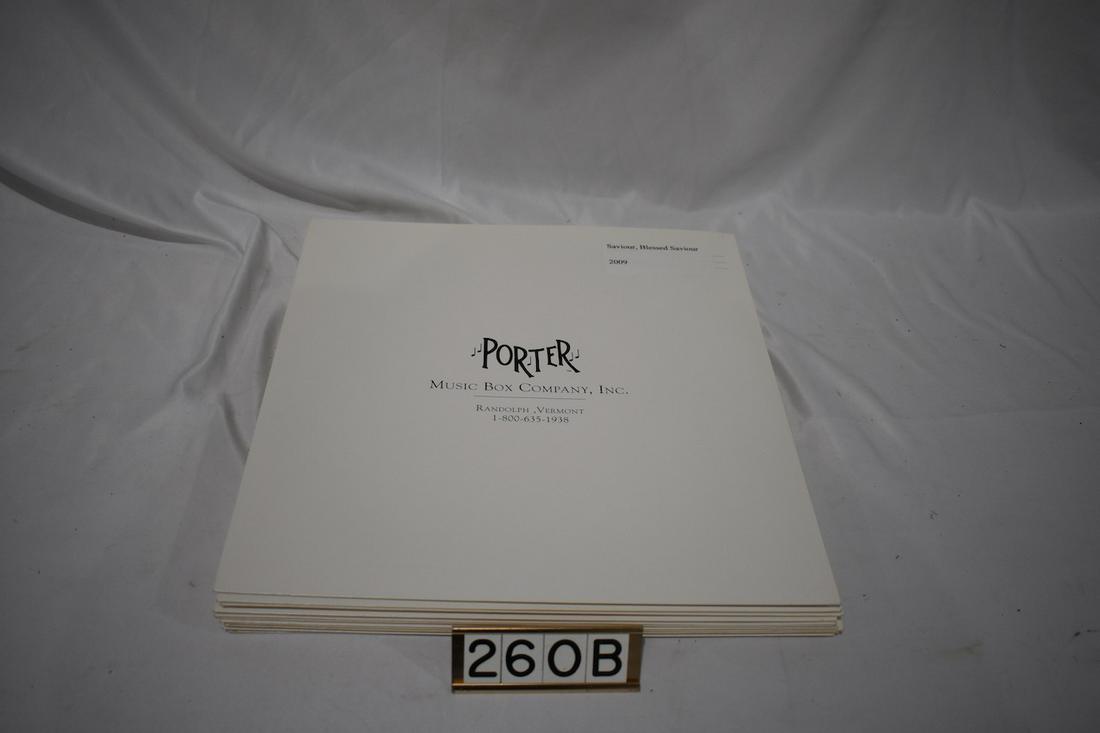 Saviour, Blessed Saviour
2009
PORTER
MUSIC BOX COMPANY, INC.
RANDOLPH ,VERMONT
1-800-635-1938
260B